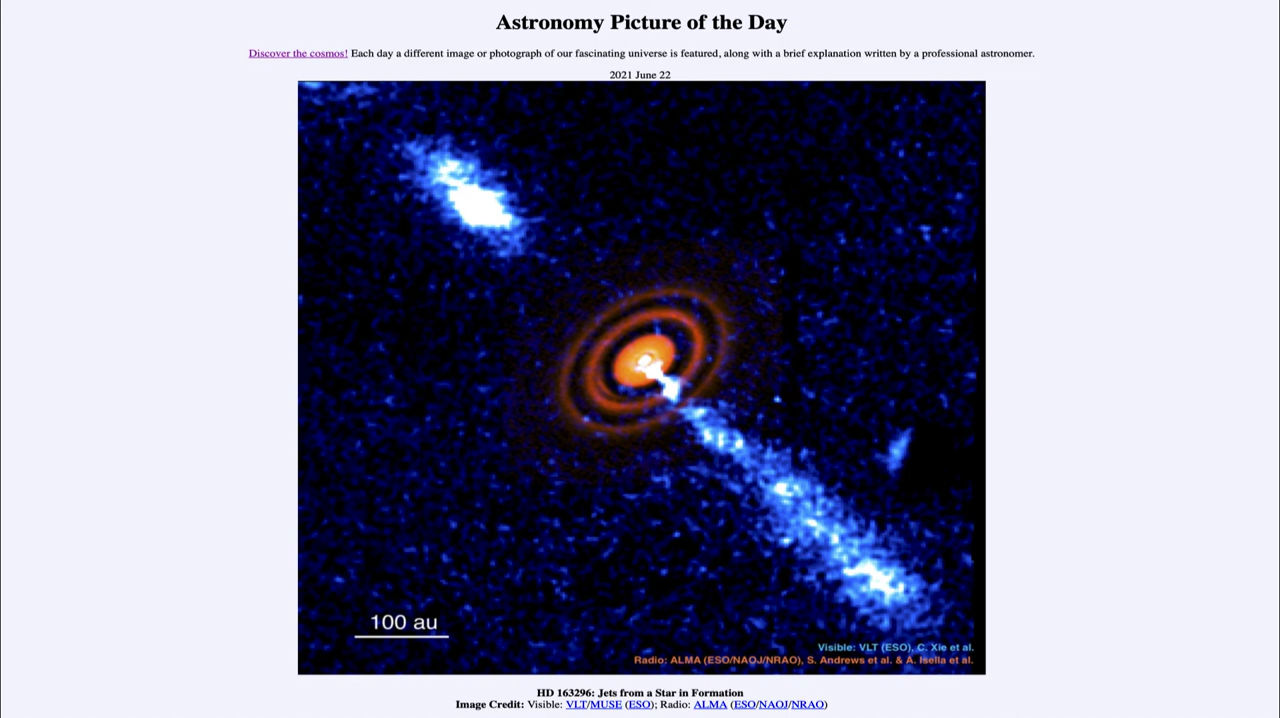 Astronomy Picture of the Day
Discover the cosmos! Each day a different image or photograph of our fascinating universe is featured, along with a brief explanation written by a professional astronomer.
2021 June 22
100 au
Visible: VLT (ESO), C. Xie et al.
Radio: ALMA (ESO/NAOJ/NRAO), S. Andrews et al. & A. Isella et al.
HD 163296: Jets from a Star in Formation
Image Credit: Visible: VLT/MUSE (ESO); Radio: ALMA (ESO/NAOJ/NRAO)